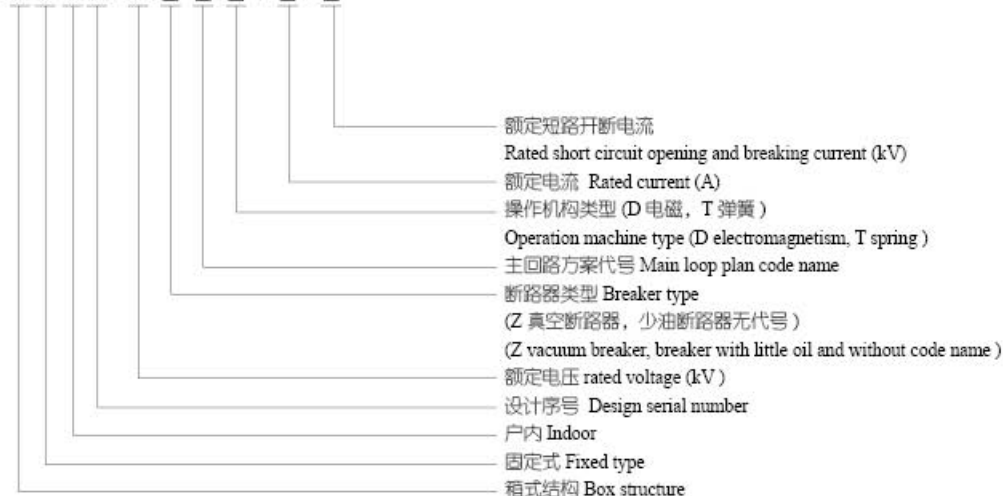 额定短路开断电流
Rated short circuit opening and breaking current (kV)
额定电流 Rated current (A)
操作机构类型 (D 电磁，T 弹簧 )
Operation machine type (D electromagnetism, T spring )
主回路方案代号 Main loop plan code name
断路器类型 Breaker type
(Z 真空断路器，少油断路器无代号 )
(Z vacuum breaker, breaker with little oil and without code name )
额定电压 rated voltage (kV )
设计序号 Design serial number
户内 Indoor
固定式 Fixed type
箱式结构 Box structure